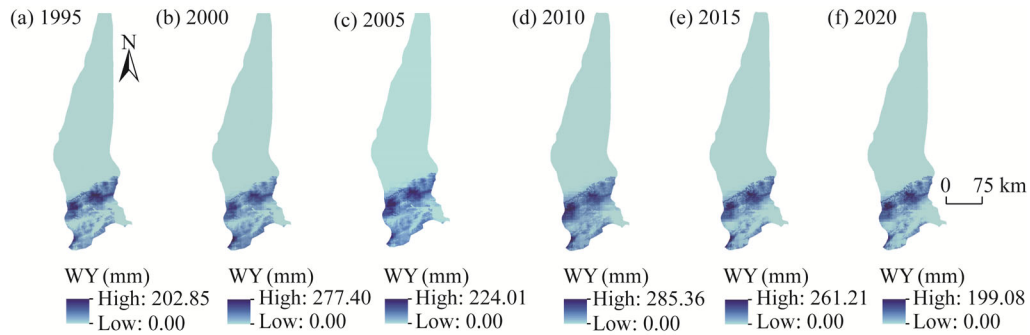 (a) 1995
(b) 2000
(c) 2005
(d) 2010
(e) 2015
(f) 2020
N
0 75 km
WY (mm)
High: 202.85
Low: 0.00
WY (mm)
High: 277.40
Low: 0.00
WY (mm)
High: 224.01
Low: 0.00
WY (mm)
High: 285.36
Low: 0.00
WY (mm)
High: 261.21
Low: 0.00
WY (mm)
High: 199.08
Low: 0.00